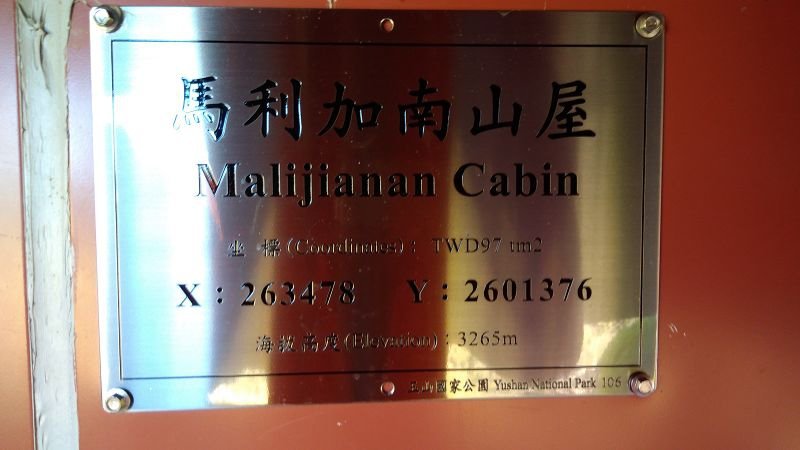 馬利加南山屋
Malijianan Cabin
坐 標(Coordinates)： TWD97 tm2
X：263478 Y：2601376
海拔高度(Elevation)：3265m
玉山國家公園 Yushan National Park 106